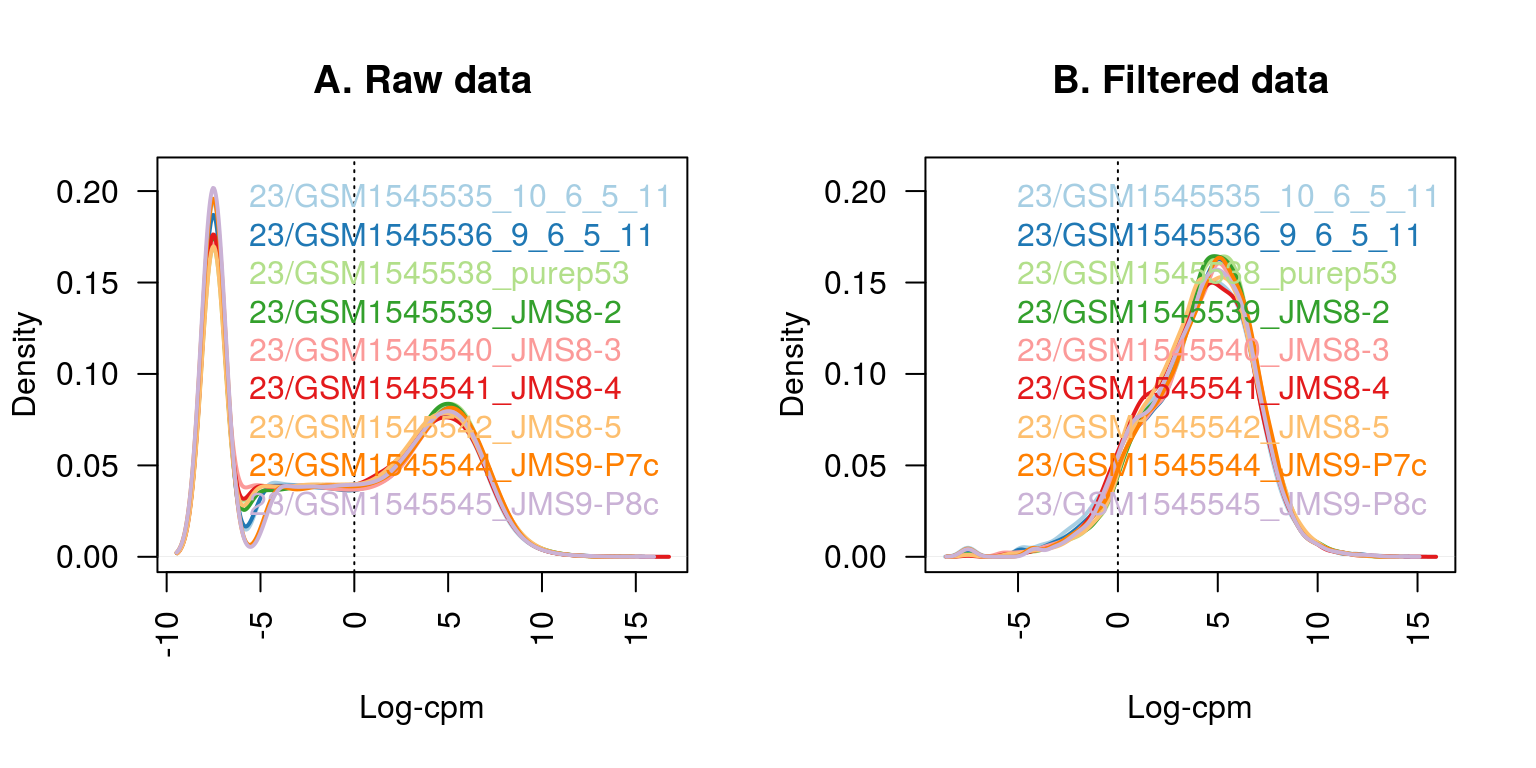 A. Raw data
Density
0.20
0.15
0.10
0.05
0.00
23/GSM1545535_10_6_5_11
23/GSM1545536_9_6_5_11
23/GSM1545538_purep53
23/GSM1545539_JMS8-2
23/GSM1545540_JMS8-3
23/GSM1545541_JMS8-4
23/GSM1545542_JMS8-5
23/GSM1545544_JMS9-P7c
23/GSM1545545_JMS9-P8c
-10
-5
0
5
10
15
Log-cpm
B. Filtered data
Density
0.20
0.15
0.10
0.05
0.00
23/GSM1545535_10_6_5_11
23/GSM1545536_9_6_5_11
23/GSM1545538_purep53
23/GSM1545539_JMS8-2
23/GSM1545540_JMS8-3
23/GSM1545541_JMS8-4
23/GSM1545542_JMS8-5
23/GSM1545544_JMS9-P7c
23/GSM1545545_JMS9-P8c
-5
0
5
10
15
Log-cpm